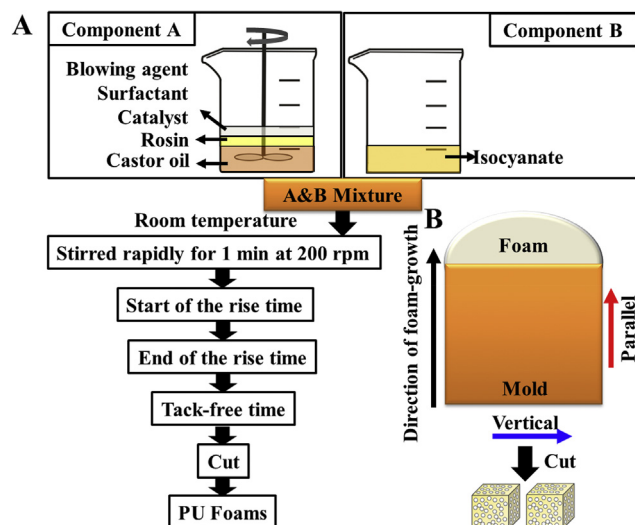 A
Component A
Component B
Blowing agent
Surfactant
Catalyst
Rosin
Castor oil
Isocyanate
A&B Mixture
Room temperature
Stirred rapidly for 1 min at 200 rpm
Start of the rise time
End of the rise time
Tack-free time
Cut
PU Foams
B
Foam
Direction of foam-growth
Parallel
Mold
Vertical
Cut